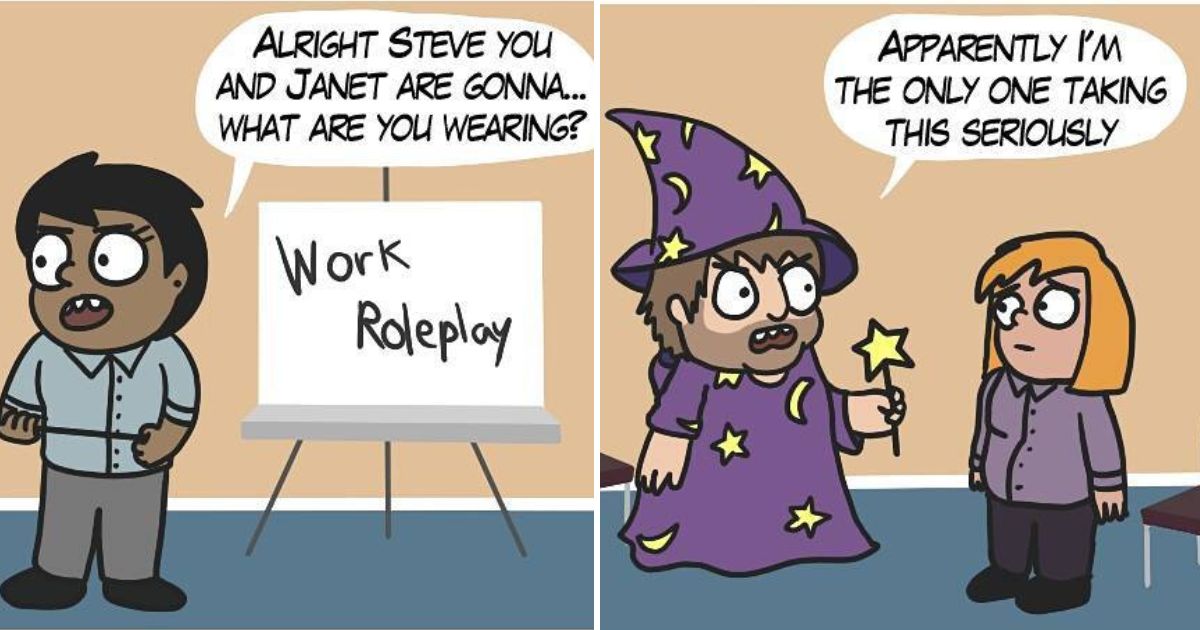 ALRIGHT STEVE YOU
AND JANET ARE GONNA...
WHAT ARE YOU WEARING?
Work
Roleplay
APPARENTLY I'M
THE ONLY ONE TAKING
THIS SERIOUSLY